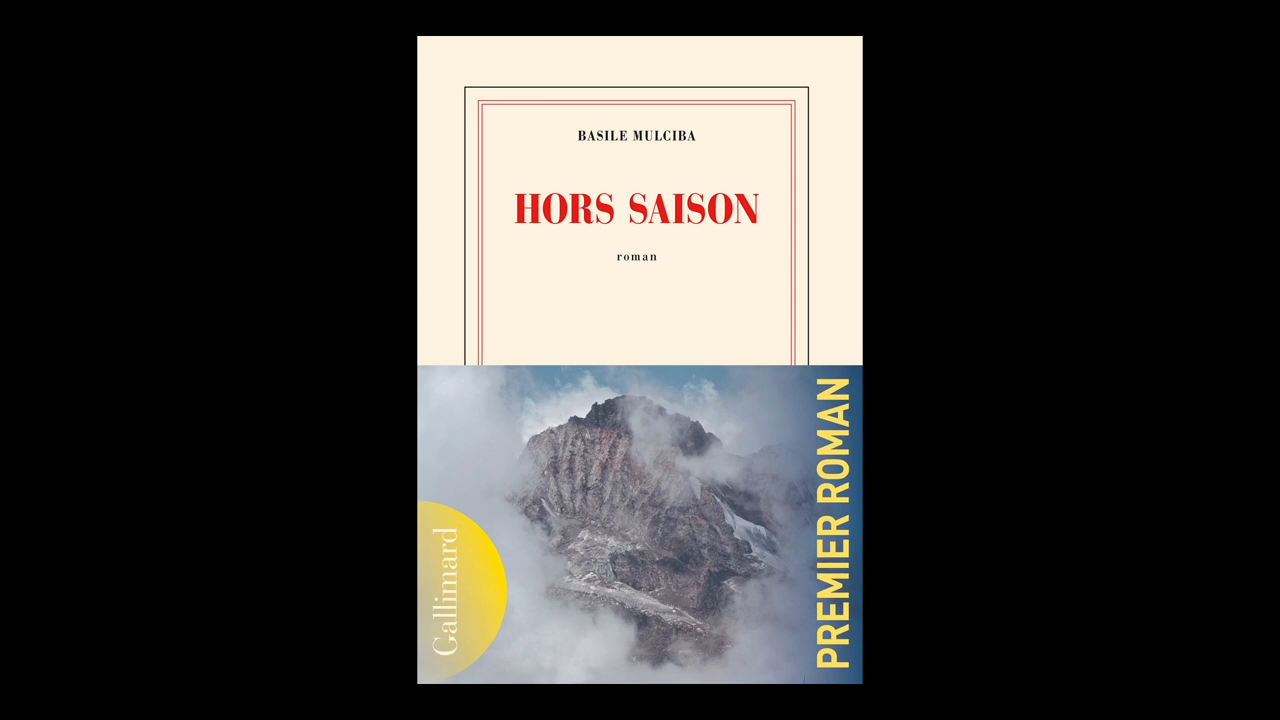 BASILE MULCIBA
HORS SAISON
roman
Gallimard
PREMIER ROMAN